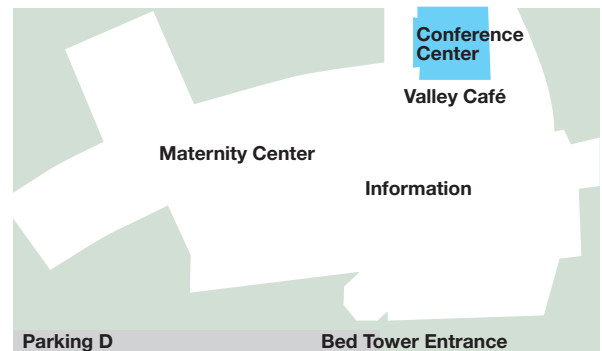 Conference
Center
Valley Café
Maternity Center
Information
Parking D
Bed Tower Entrance